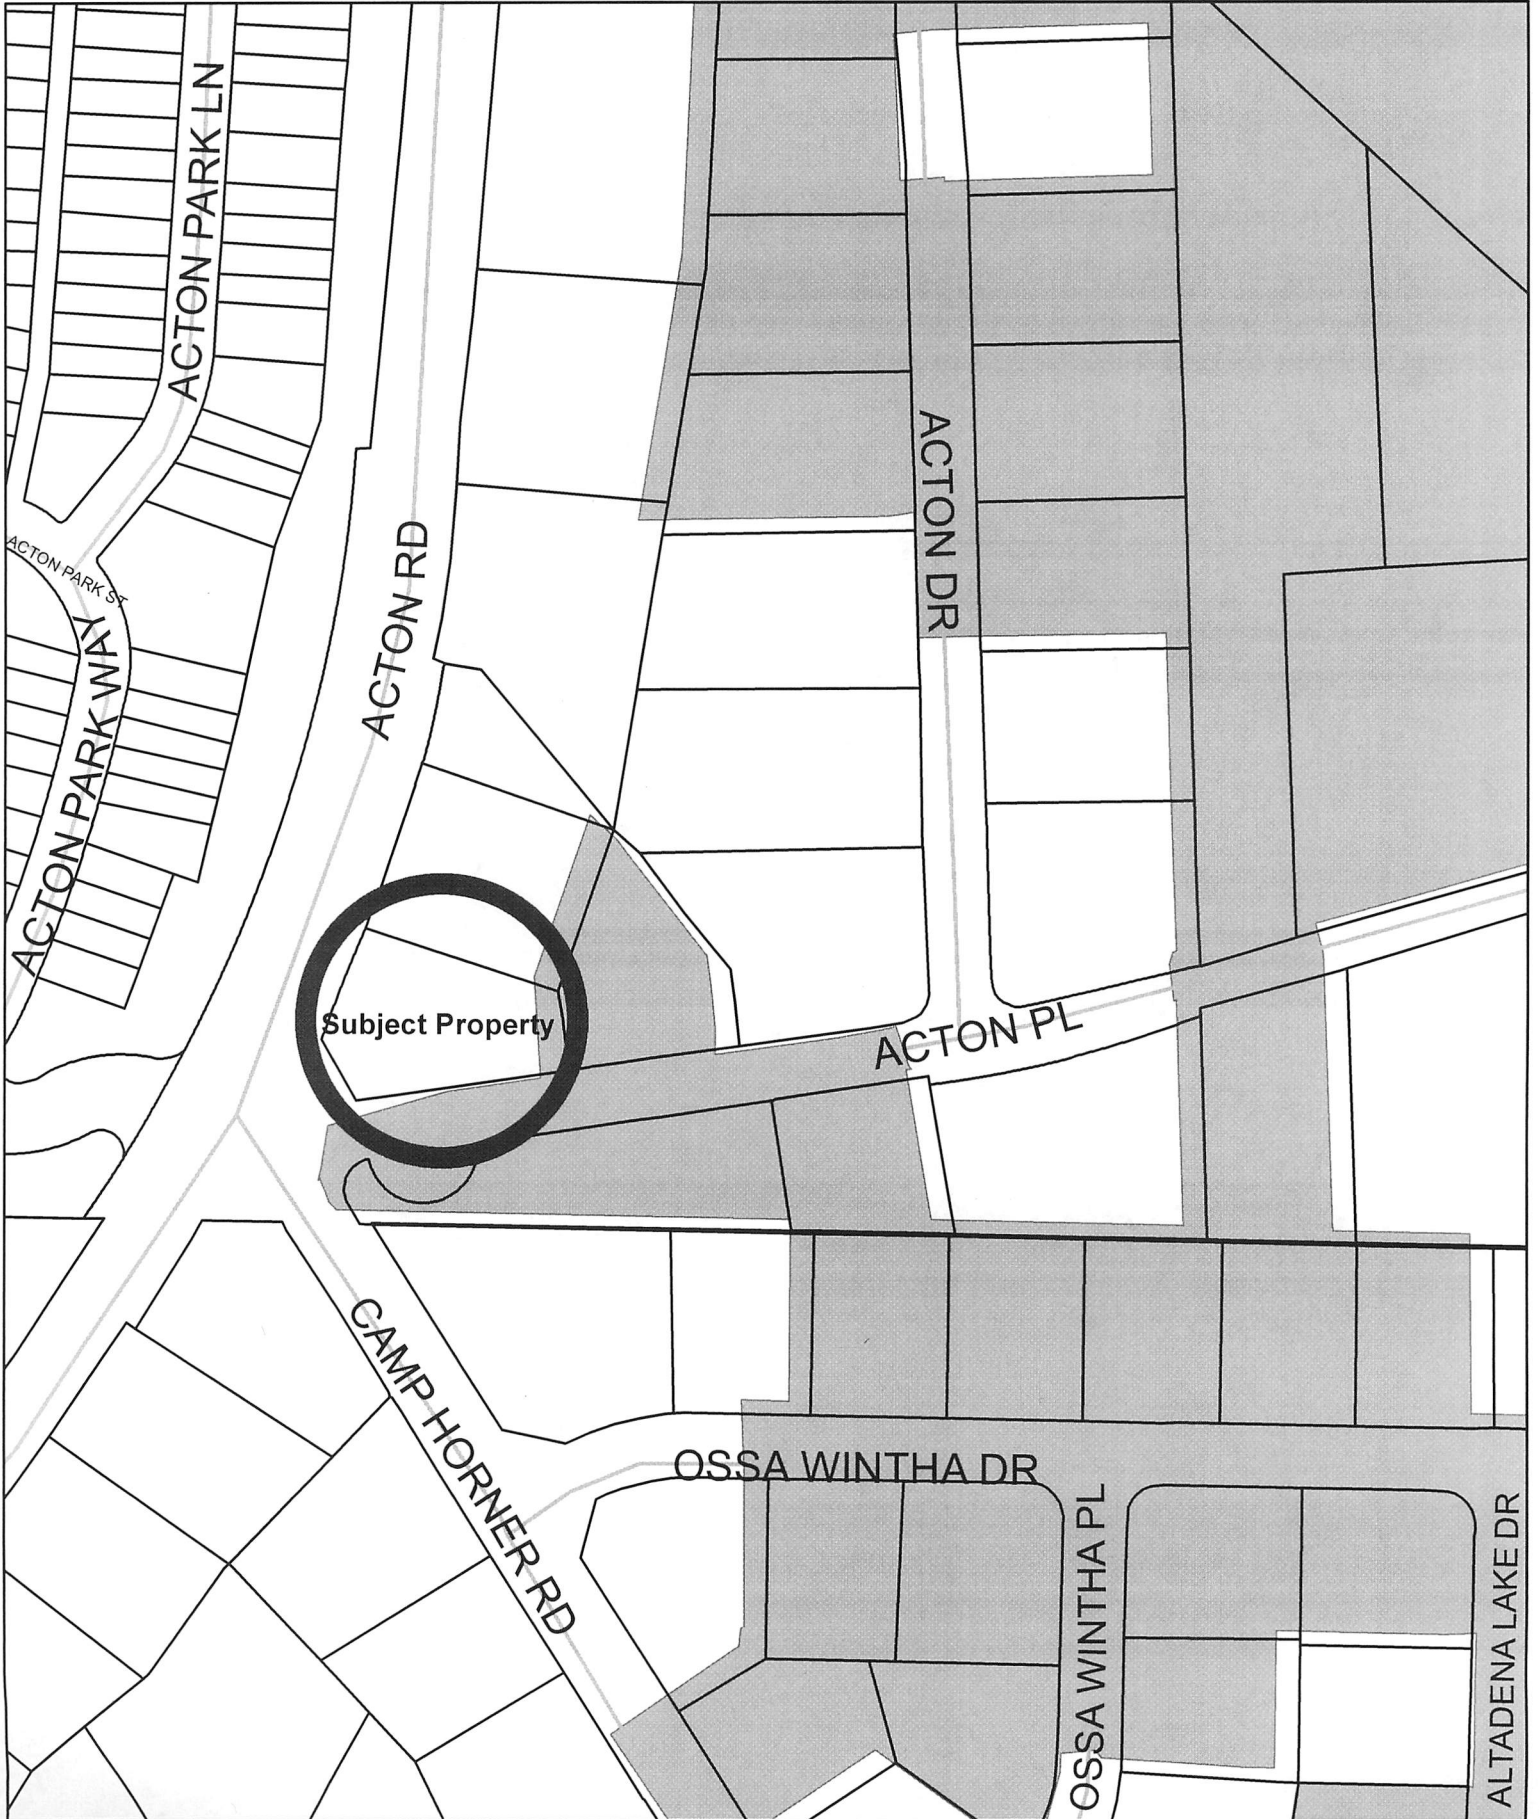 ACTON PARK LN
ACTON DR
ACTON RD
ACTON PARK ST
ACTON PARK WAY
Subject Property
ACTON PL
CAMP HORNER RD
OSSA WINTHA DR
OSSA WINTHA PL
ALTADENA LAKE DR